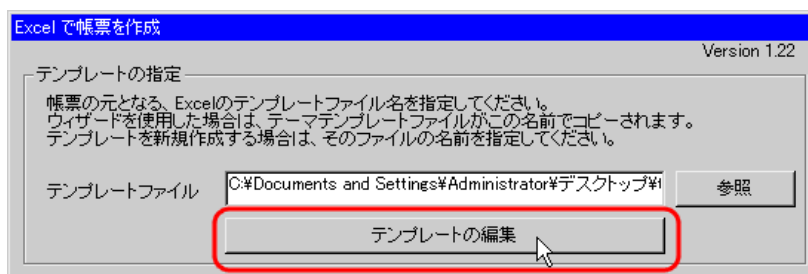 Excel で帳票を作成
Version 1.22
テンプレートの指定
帳票の元となる、Excelのテンプレートファイル名を指定してください。
ウィザードを使用した場合は、テーマテンプレートファイルがこの名前でコピーされます。
テンプレートを新規作成する場合は、そのファイルの名前を指定してください。
テンプレートファイル C:¥Documents and Settings¥Administrator¥デスクトップ¥ 参照
テンプレートの編集